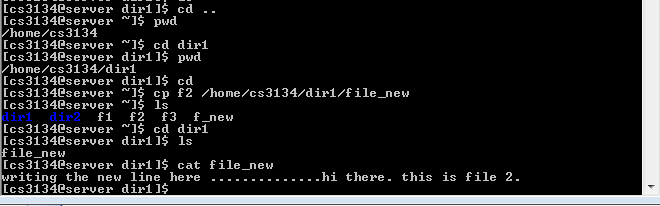 [cs3134@server dir1]$ cd ..
[cs3134@server ~]$ pwd
/home/cs3134
[cs3134@server ~]$ cd dir1
[cs3134@server dir1]$ pwd
/home/cs3134/dir1
[cs3134@server dir1]$ cd
[cs3134@server ~]$ cp f2 /home/cs3134/dir1/file_new
[cs3134@server ~]$ ls
dir1  dir2  f1  f2  f3  f_new
[cs3134@server ~]$ cd dir1
[cs3134@server dir1]$ ls
file_new
[cs3134@server dir1]$ cat file_new
writing the new line here ..............hi there. this is file 2.
[cs3134@server dir1]$